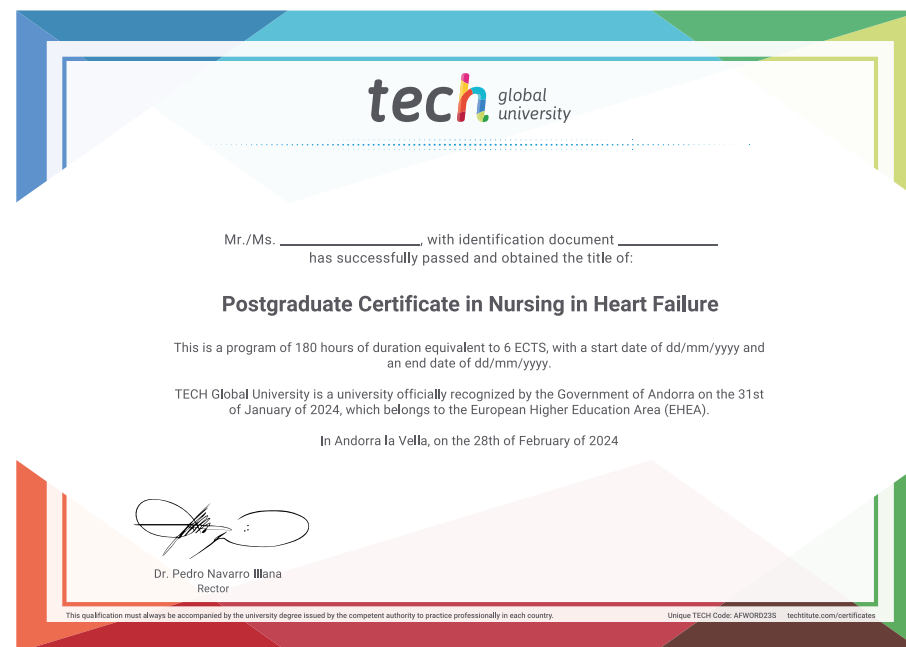 tech global university
Mr./Ms. ____________, with identification document ____________
has successfully passed and obtained the title of:
Postgraduate Certificate in Nursing in Heart Failure
This is a program of 180 hours of duration equivalent to 6 ECTS, with a start date of dd/mm/yyyy and
an end date of dd/mm/yyyy.
TECH Global University is a university officially recognized by the Government of Andorra on the 31st
of January of 2024, which belongs to the European Higher Education Area (EHEA).
In Andorra la Vella, on the 28th of February of 2024
Dr. Pedro Navarro Illana
Rector
This qualification must always be accompanied by the university degree issued by the competent authority to practice professionally in each country.
Unique TECH Code: AFWORD23S techtitute.com/certificates